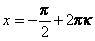 x = −π/2 + 2πκ